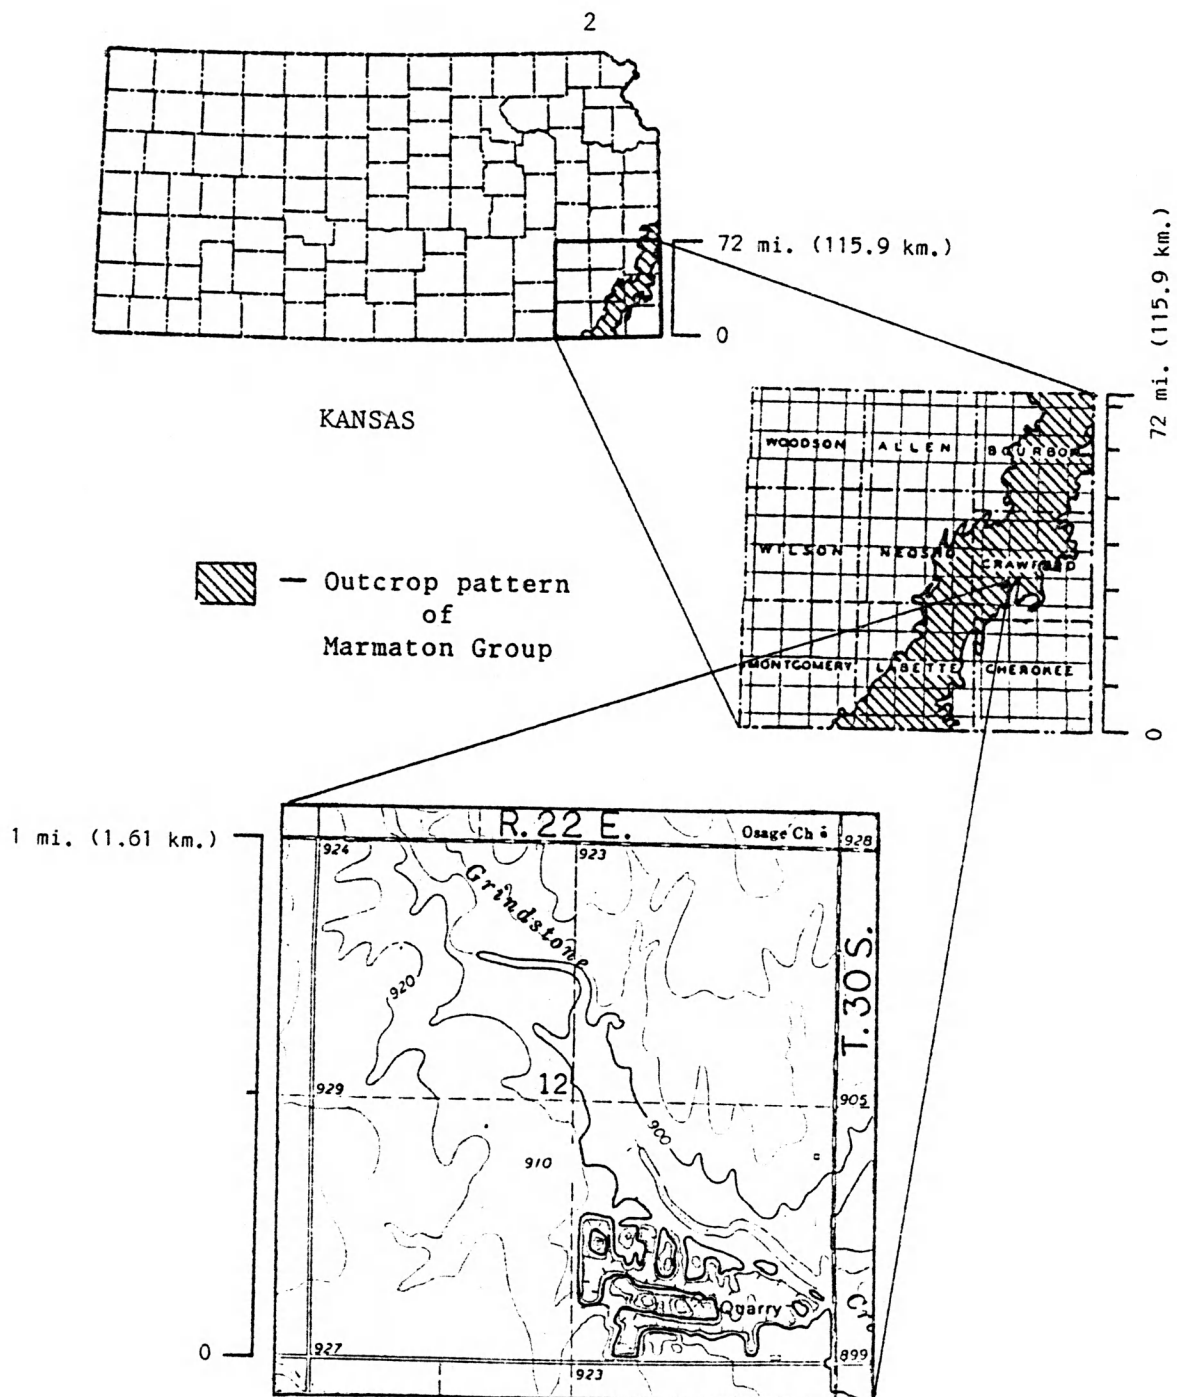 2
72 mi. (115.9 km.)
0
KANSAS
72 mi. (115.9 km.)
WOODSON ALLEN BOURBON
WILSON NEOSHO CRAWFORD
MONTGOMERY LABETTE CHEROKEE
0
— Outcrop pattern
of
Marmaton Group
1 mi. (1.61 km.)
R. 22 E.
Osage Ch
924
923
928
Grindstone
T. 30 S.
920
12
929
905
900
910
Quarry
0
927
923
899